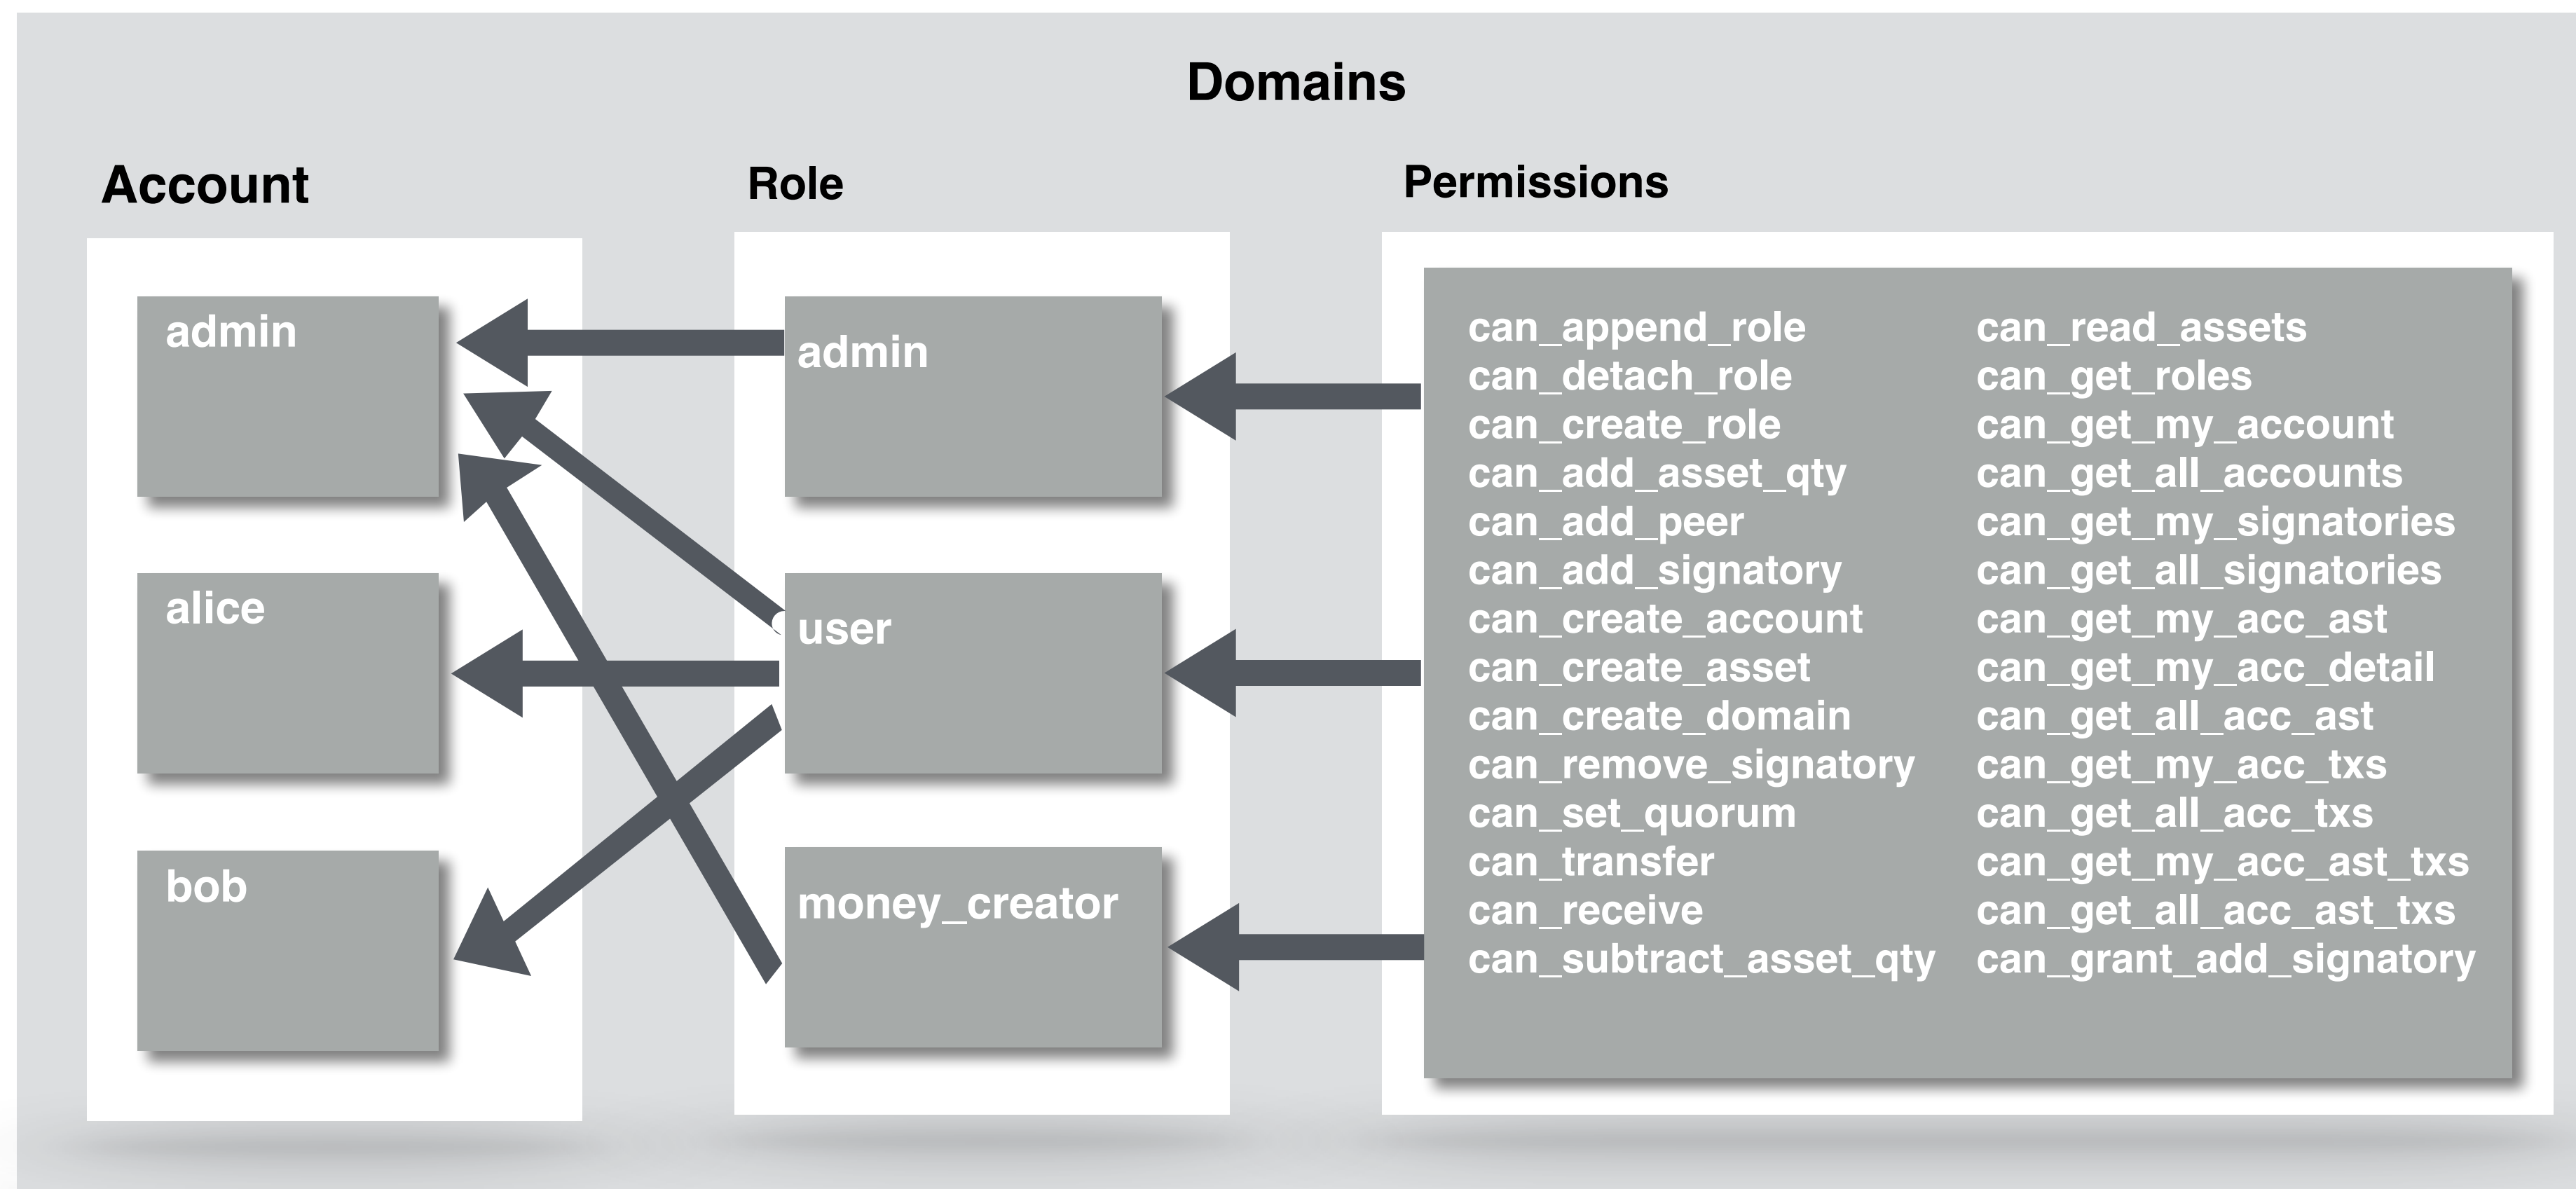 Domains
Account
Role
Permissions
admin
alice
bob
admin
user
money_creator
can_append_role
can_detach_role
can_create_role
can_add_asset_qty
can_add_peer
can_add_signatory
can_create_account
can_create_asset
can_create_domain
can_remove_signatory
can_set_quorum
can_transfer
can_receive
can_subtract_asset_qty
can_read_assets
can_get_roles
can_get_my_account
can_get_all_accounts
can_get_my_signatories
can_get_all_signatories
can_get_my_acc_ast
can_get_my_acc_detail
can_get_all_acc_ast
can_get_my_acc_txs
can_get_all_acc_txs
can_get_my_acc_ast_txs
can_get_all_acc_ast_txs
can_grant_add_signatory